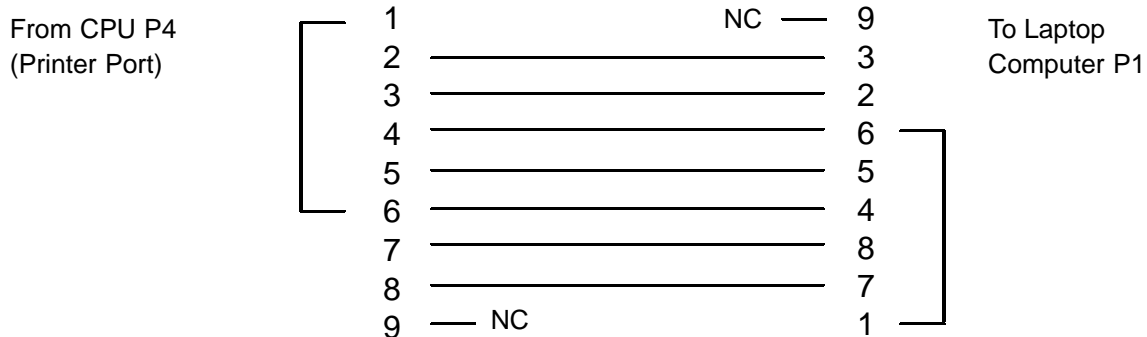 From CPU P4
(Printer Port)
1 NC 9
2 3
3 2
4 6
5 5
6 4
7 8
8 7
9 NC 1
To Laptop
Computer P1